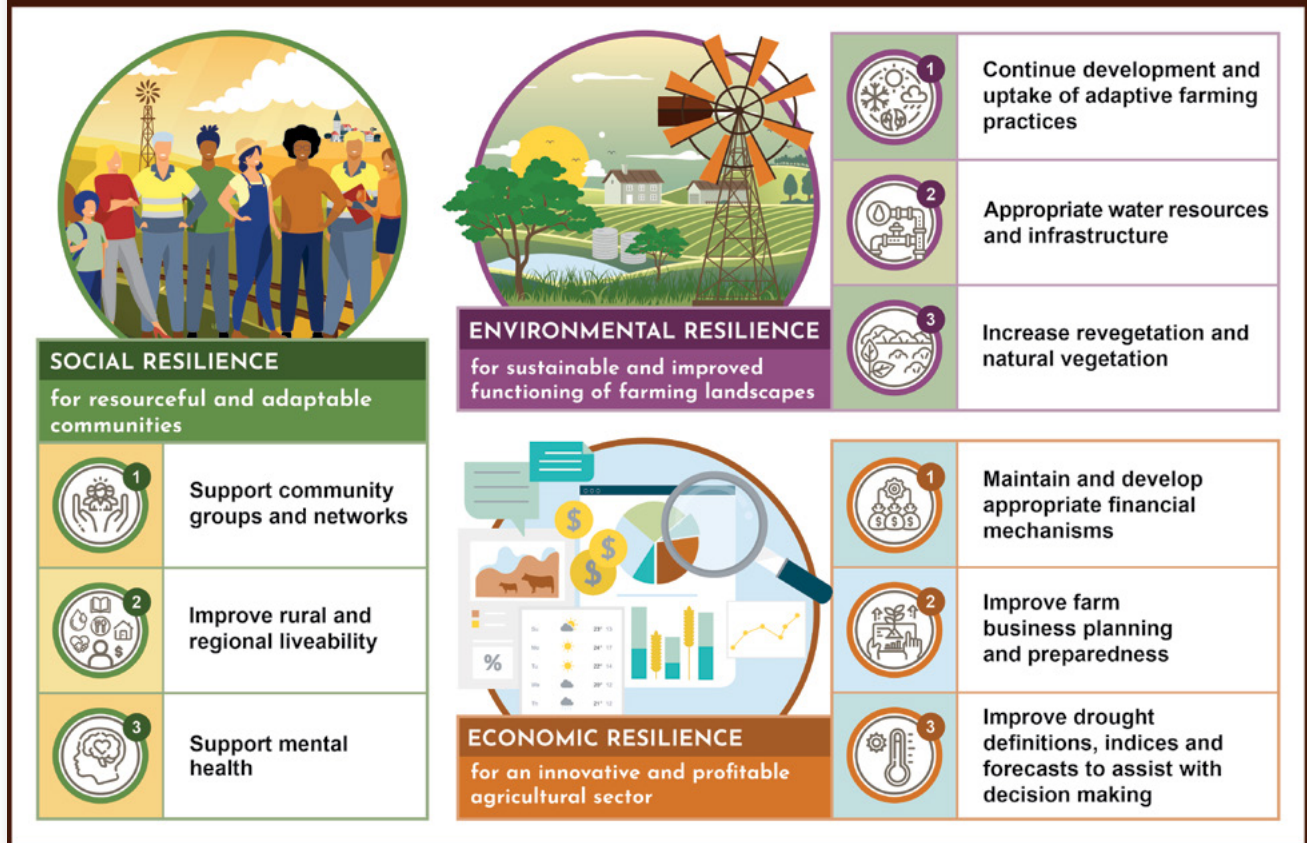 SOCIAL RESILIENCE
for resourceful and adaptable
communities
1
Support community
groups and networks
2
Improve rural and
regional liveability
3
Support mental
health
ENVIRONMENTAL RESILIENCE
for sustainable and improved
functioning of farming landscapes
1
Continue development and
uptake of adaptive farming
practices
2
Appropriate water resources
and infrastructure
3
Increase revegetation and
natural vegetation
$
$
$
%
ECONOMIC RESILIENCE
for an innovative and profitable
agricultural sector
1
Maintain and develop
appropriate financial
mechanisms
2
Improve farm
business planning
and preparedness
3
Improve drought
definitions, indices and
forecasts to assist with
decision making